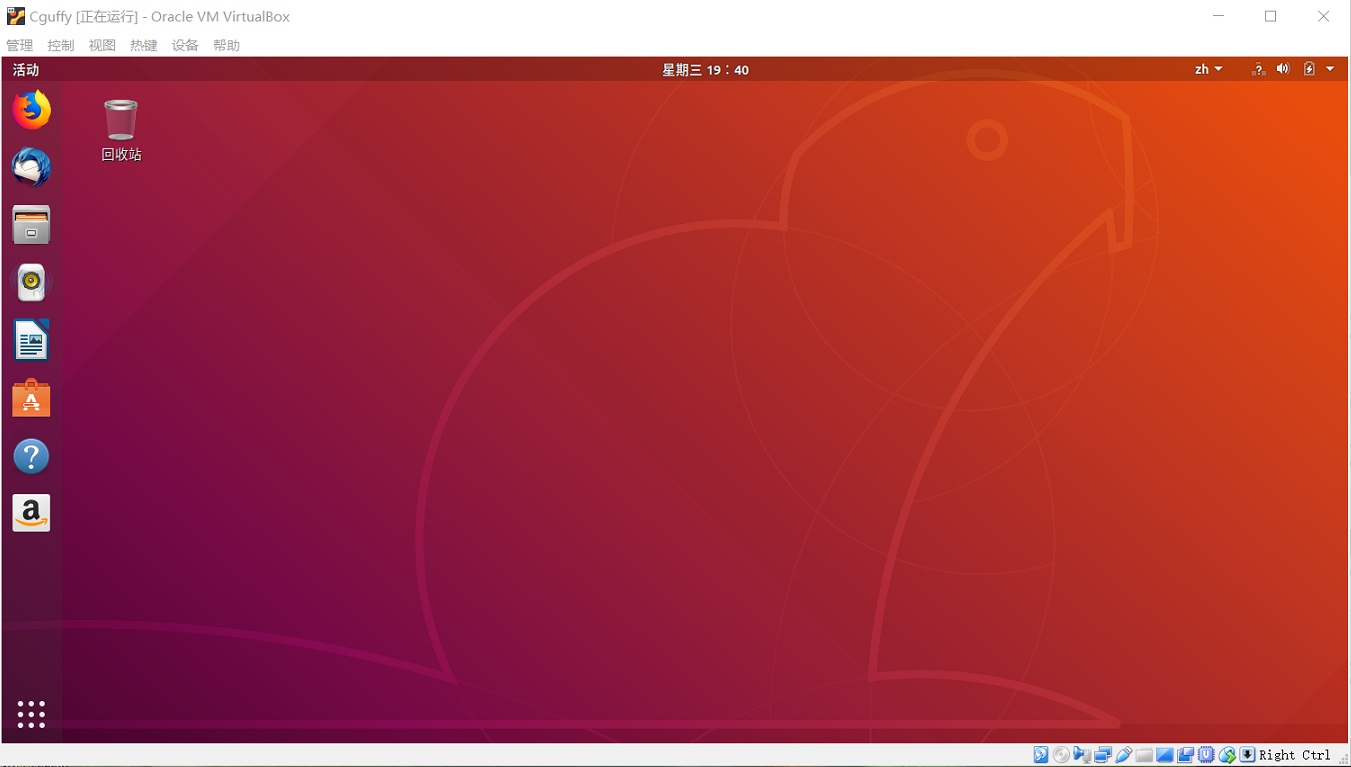 Cguffy [正在运行] - Oracle VM VirtualBox
管理 控制 视图 热键 设备 帮助
活动 星期三 19：40 zh
回收站
Right Ctrl